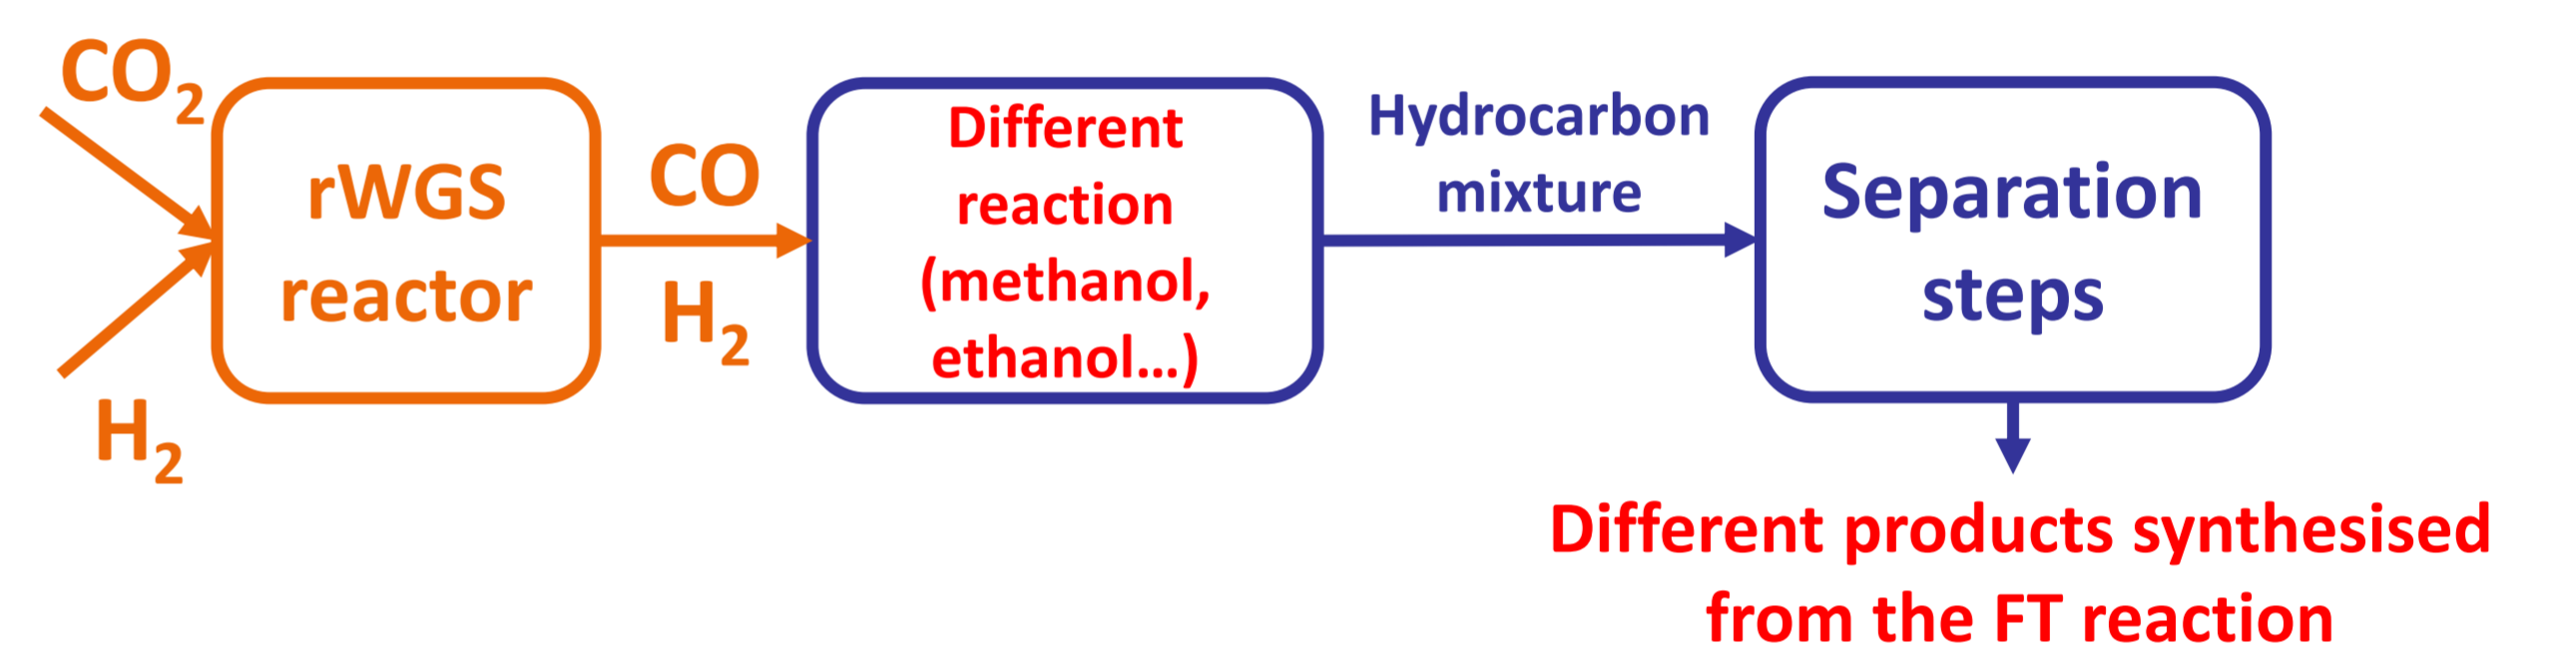 CO₂
H₂
rWGS
reactor
CO
H₂
Different
reaction
(methanol,
ethanol...)
Hydrocarbon
mixture
Separation
steps
Different products synthesised
from the FT reaction